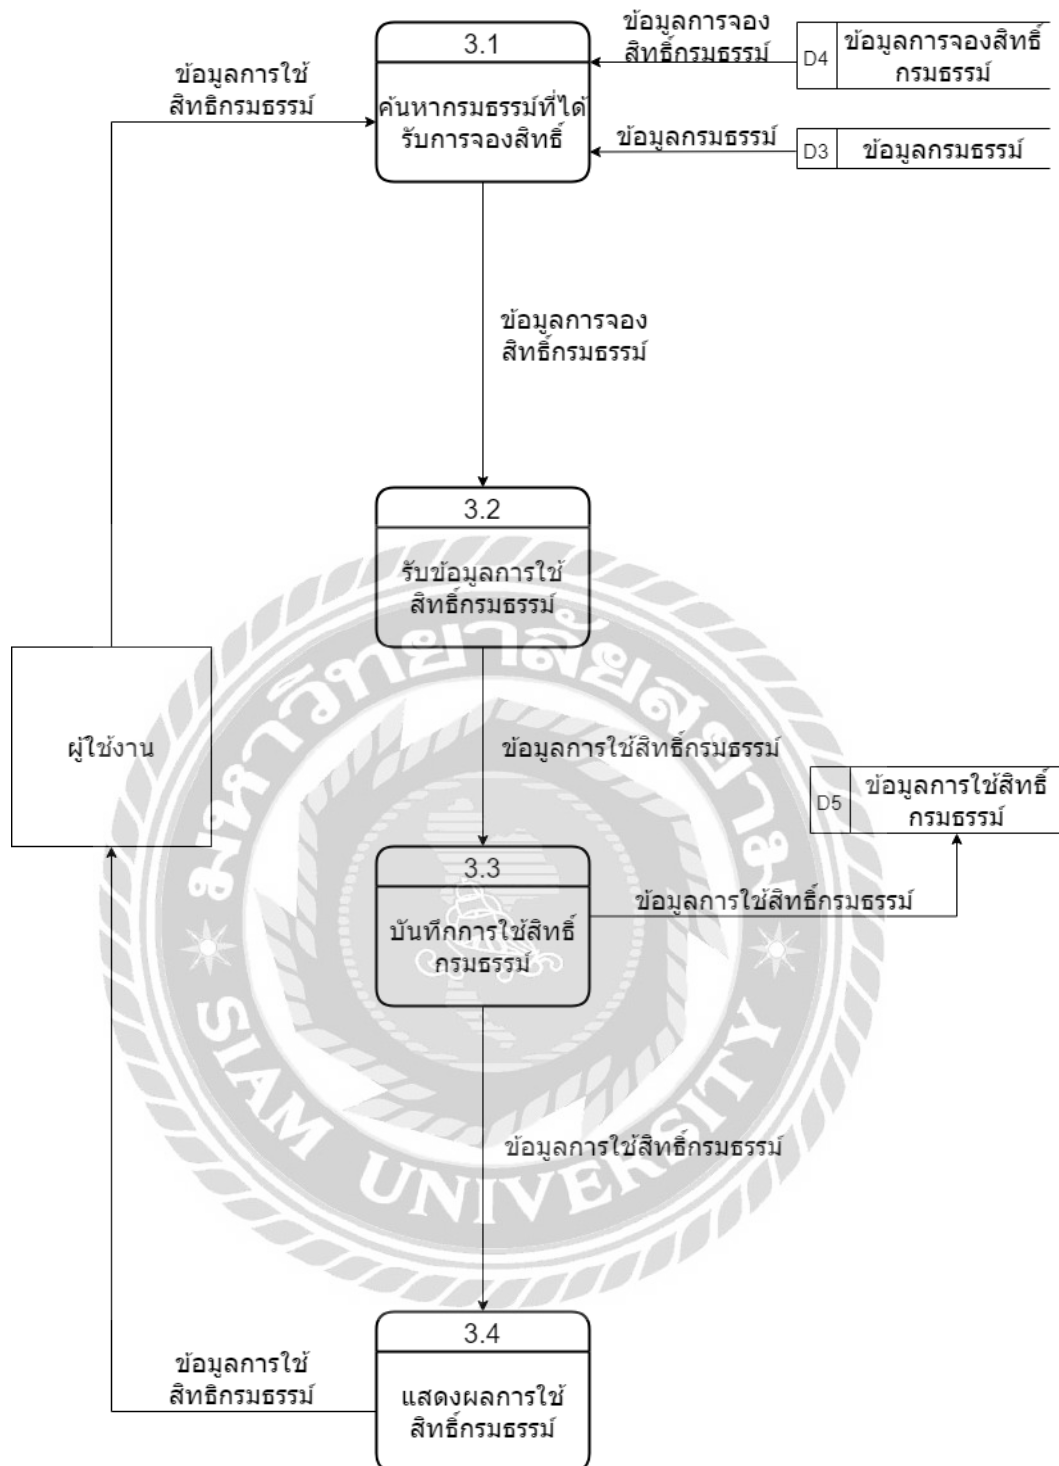 3.1
ค้นหากรมธรรม์ที่ได้
รับการจองสิทธิ์
ข้อมูลการจอง
สิทธิ์กรมธรรม์
D4
ข้อมูลการจองสิทธิ์
กรมธรรม์
ข้อมูลการใช้
สิทธิกรมธรรม์
ข้อมูลกรมธรรม์
D3
ข้อมูลกรมธรรม์
ข้อมูลการจอง
สิทธิ์กรมธรรม์
3.2
รับข้อมูลการใช้
สิทธิ์กรมธรรม์
มหาวิทยาลัยสยาม
ผู้ใช้งาน
ข้อมูลการใช้สิทธิ์กรมธรรม์
D5
ข้อมูลการใช้สิทธิ์
กรมธรรม์
3.3
บันทึกการใช้สิทธิ์
กรมธรรม์
ข้อมูลการใช้สิทธิ์กรมธรรม์
SIAM UNIVERSITY
ข้อมูลการใช้สิทธิ์กรมธรรม์
3.4
แสดงผลการใช้
สิทธิ์กรมธรรม์
ข้อมูลการใช้
สิทธิกรมธรรม์